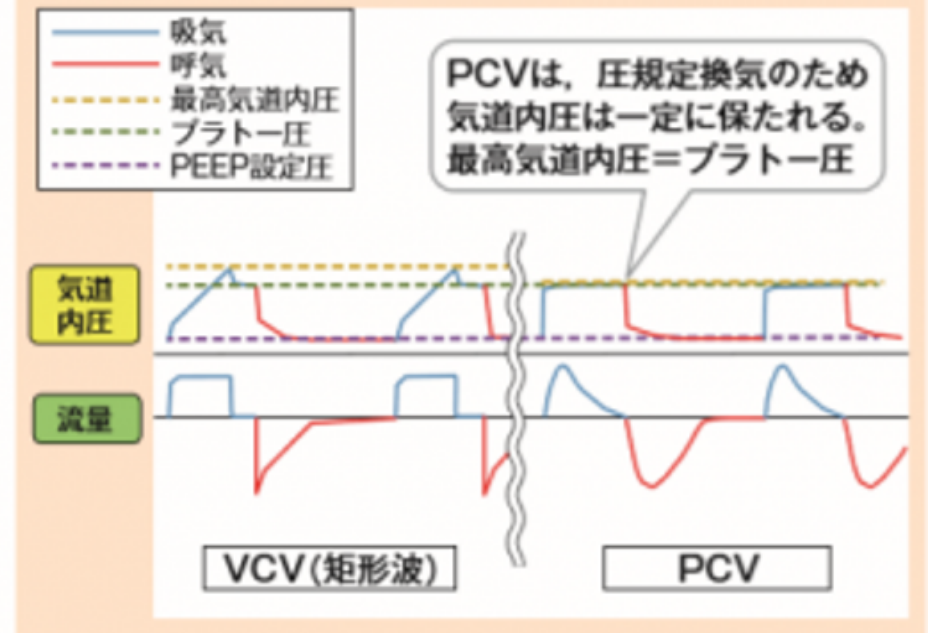 吸気
呼気
最高気道内圧
プラトー圧
PEEP設定圧
PCVは，圧規定換気のため
気道内圧は一定に保たれる。
最高気道内圧＝プラトー圧
気道
内圧
流量
VCV(矩形波)
PCV